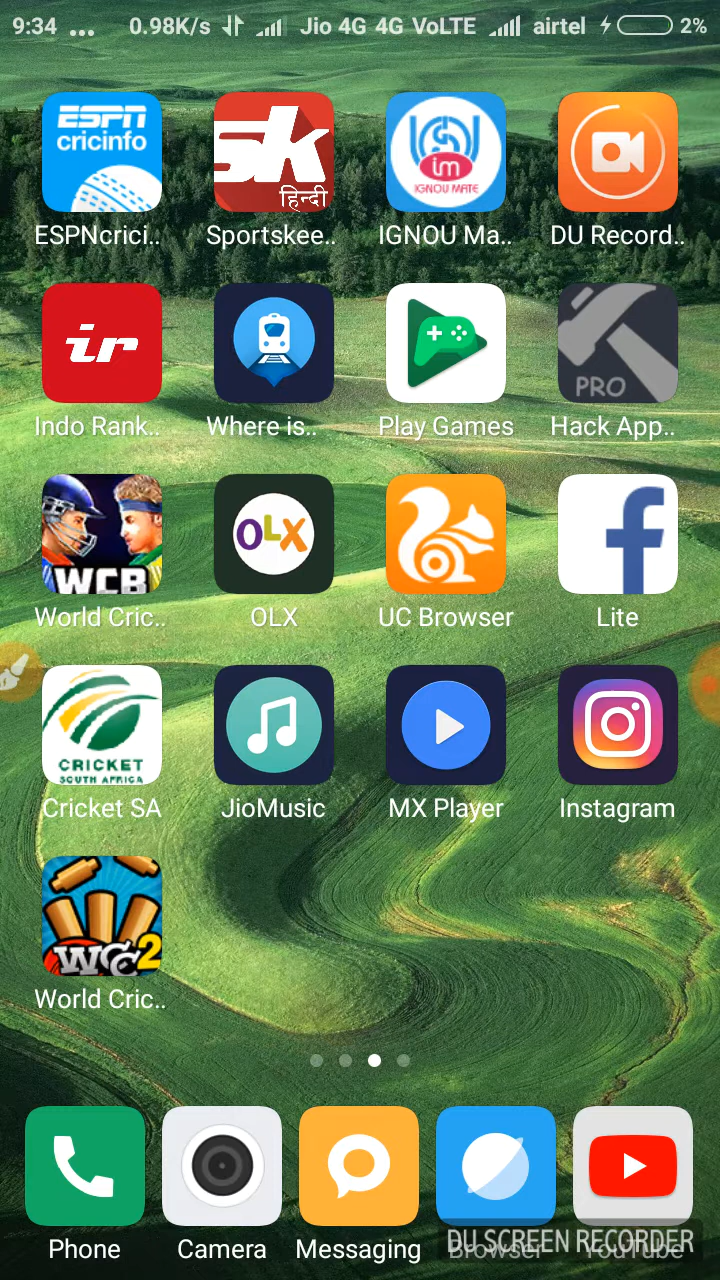 9:34 ... 0.98K/s Jio 4G 4G VoLTE airtel 2%
ESPN
cricinfo
sk
हिन्दी
im
IGNOU MATE
ESPNcrici.. Sportskee.. IGNOU Ma.. DU Record..
ir
PRO
Indo Rank.. Where is.. Play Games Hack App..
WCB
OLX
f
World Cric.. OLX UC Browser Lite
CRICKET
SOUTH AFRICA
Cricket SA JioMusic MX Player Instagram
WCC2
World Cric..
Phone Camera Messaging Browser YouTube
DU SCREEN RECORDER